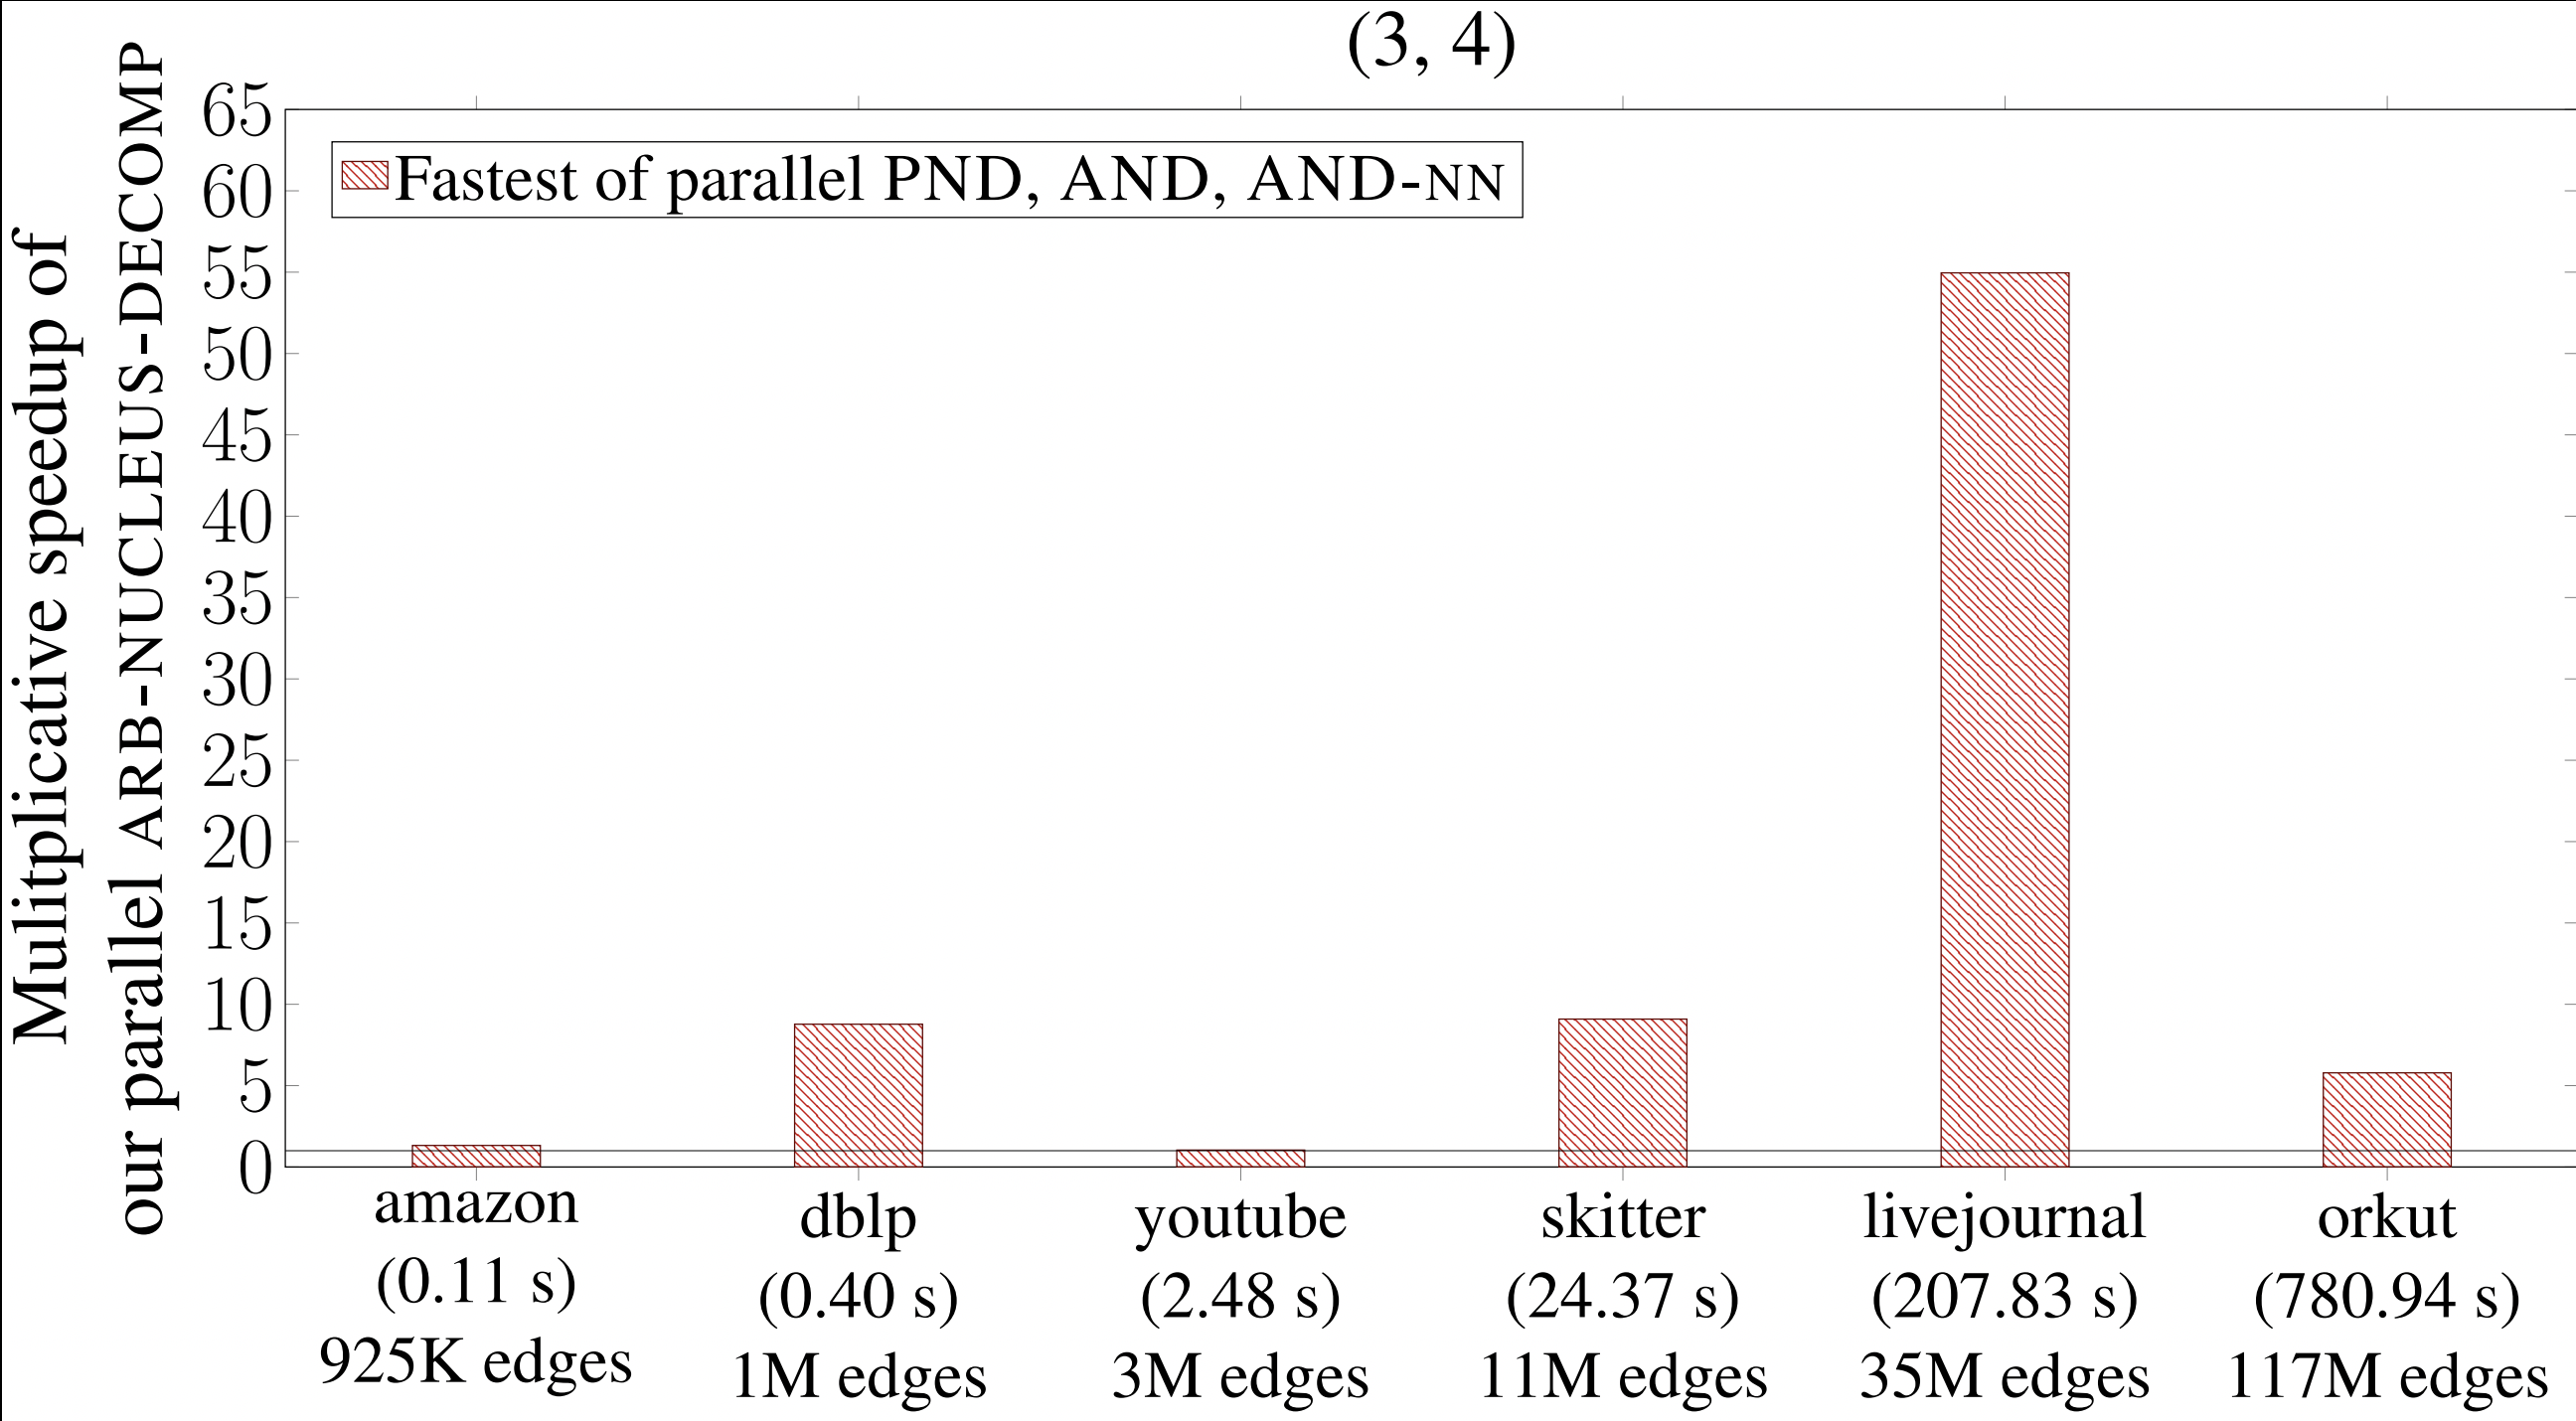 (3, 4)
Mulitplicative speedup of
our parallel ARB-NUCLEUS-DECOMP
65
60
55
50
45
40
35
30
25
20
15
10
5
0
Fastest of parallel PND, AND, AND-NN
amazon
(0.11 s)
925K edges
dblp
(0.40 s)
1M edges
youtube
(2.48 s)
3M edges
skitter
(24.37 s)
11M edges
livejournal
(207.83 s)
35M edges
orkut
(780.94 s)
117M edges